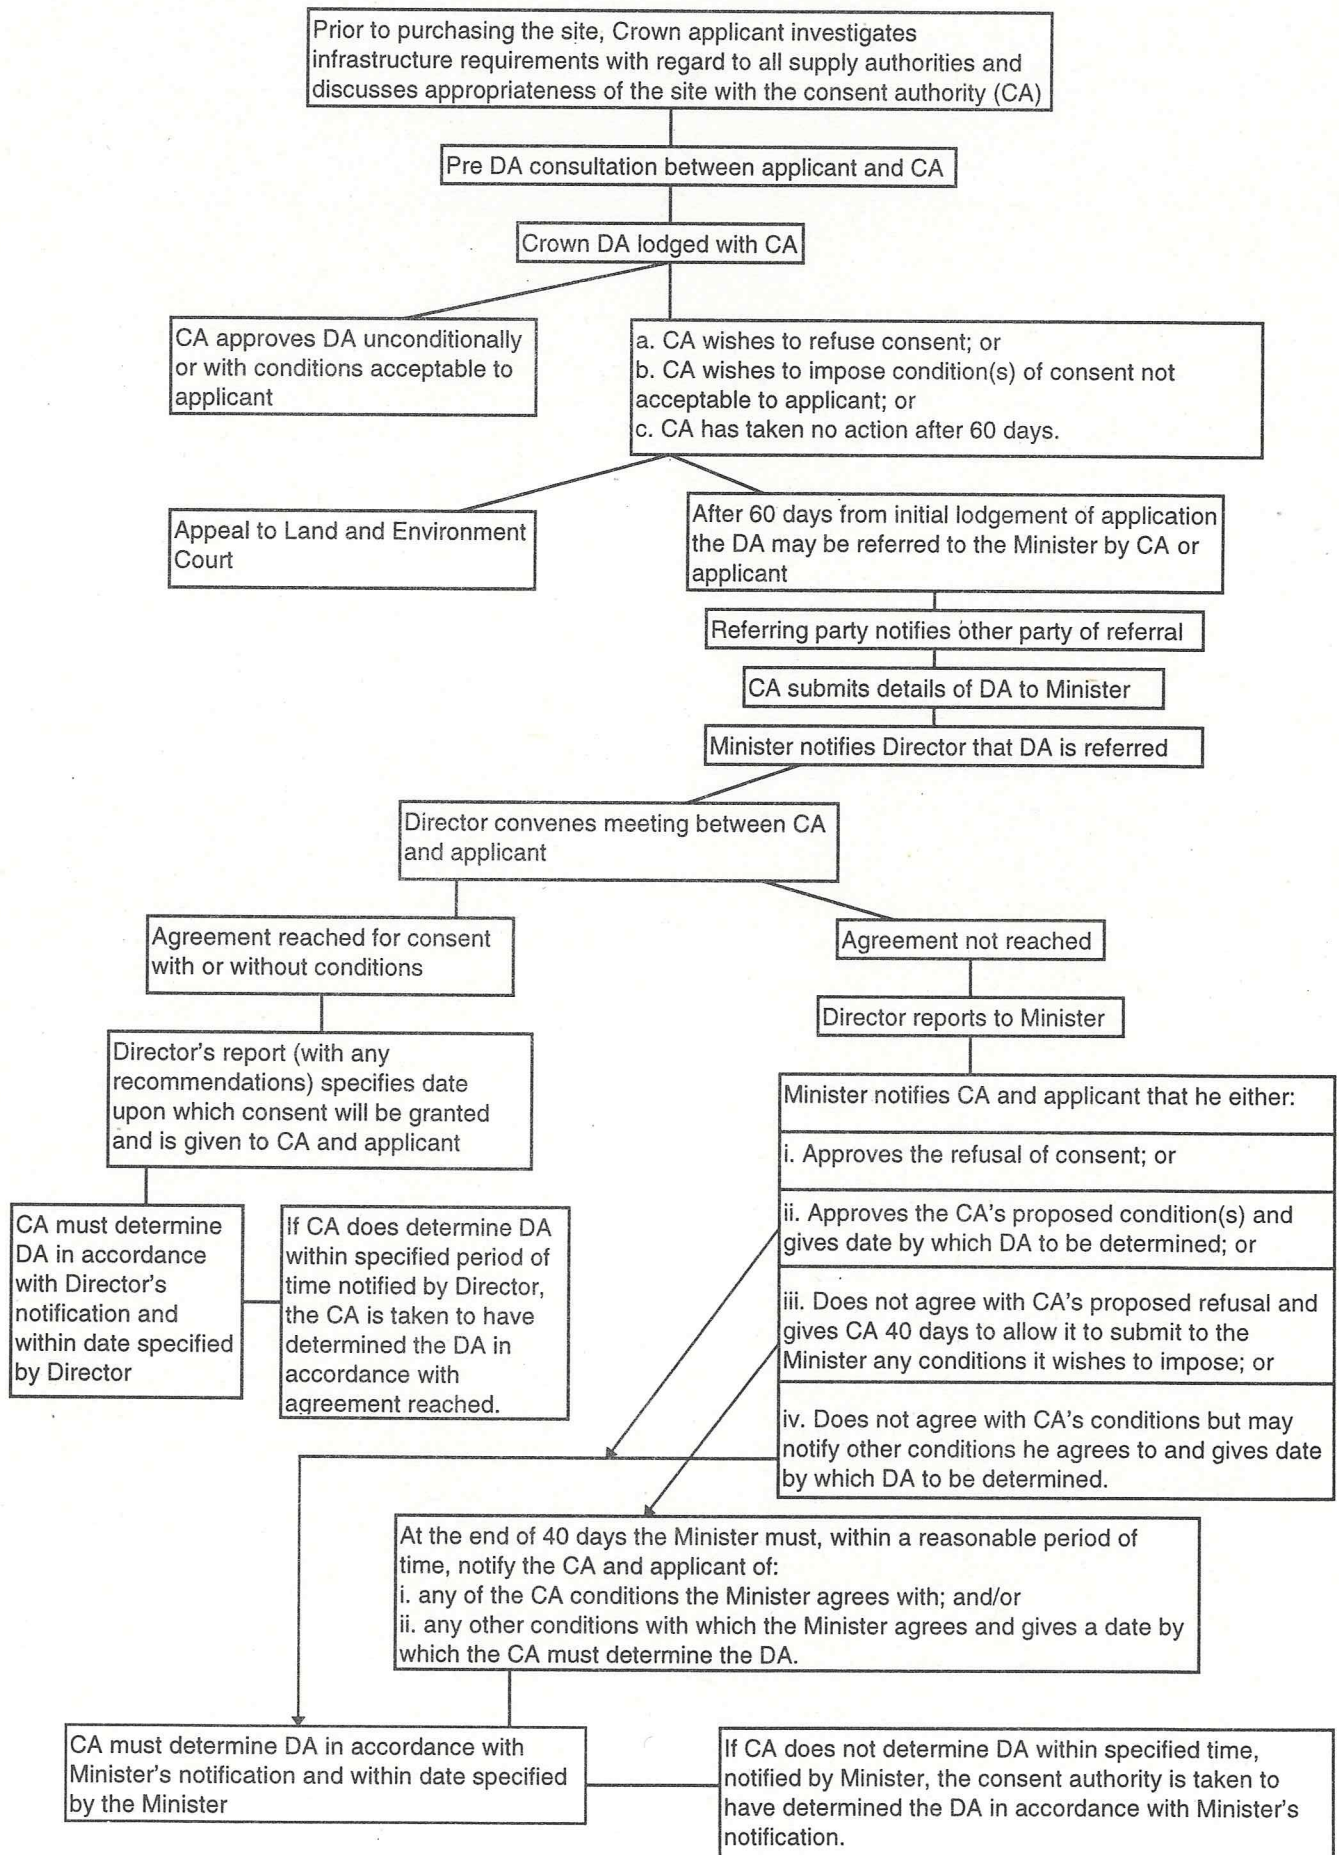 Prior to purchasing the site, Crown applicant investigates
infrastructure requirements with regard to all supply authorities and
discusses appropriateness of the site with the consent authority (CA)
Pre DA consultation between applicant and CA
Crown DA lodged with CA
CA approves DA unconditionally
or with conditions acceptable to
applicant
a. CA wishes to refuse consent; or
b. CA wishes to impose condition(s) of consent not
acceptable to applicant; or
c. CA has taken no action after 60 days.
Appeal to Land and Environment
Court
After 60 days from initial lodgement of application
the DA may be referred to the Minister by CA or
applicant
Referring party notifies other party of referral
CA submits details of DA to Minister
Minister notifies Director that DA is referred
Director convenes meeting between CA
and applicant
Agreement reached for consent
with or without conditions
Agreement not reached
Director reports to Minister
Director's report (with any
recommendations) specifies date
upon which consent will be granted
and is given to CA and applicant
Minister notifies CA and applicant that he either:
i. Approves the refusal of consent; or
ii. Approves the CA's proposed condition(s) and
gives date by which DA to be determined; or
iii. Does not agree with CA's proposed refusal and
gives CA 40 days to allow it to submit to the
Minister any conditions it wishes to impose; or
iv. Does not agree with CA's conditions but may
notify other conditions he agrees to and gives date
by which DA to be determined.
CA must determine
DA in accordance
with Director's
notification and
within date specified
by Director
If CA does determine DA
within specified period of
time notified by Director,
the CA is taken to have
determined the DA in
accordance with
agreement reached.
At the end of 40 days the Minister must, within a reasonable period of
time, notify the CA and applicant of:
i. any of the CA conditions the Minister agrees with; and/or
ii. any other conditions with which the Minister agrees and gives a date by
which the CA must determine the DA.
CA must determine DA in accordance with
Minister's notification and within date specified
by the Minister
If CA does not determine DA within specified time,
notified by Minister, the consent authority is taken to
have determined the DA in accordance with Minister's
notification.